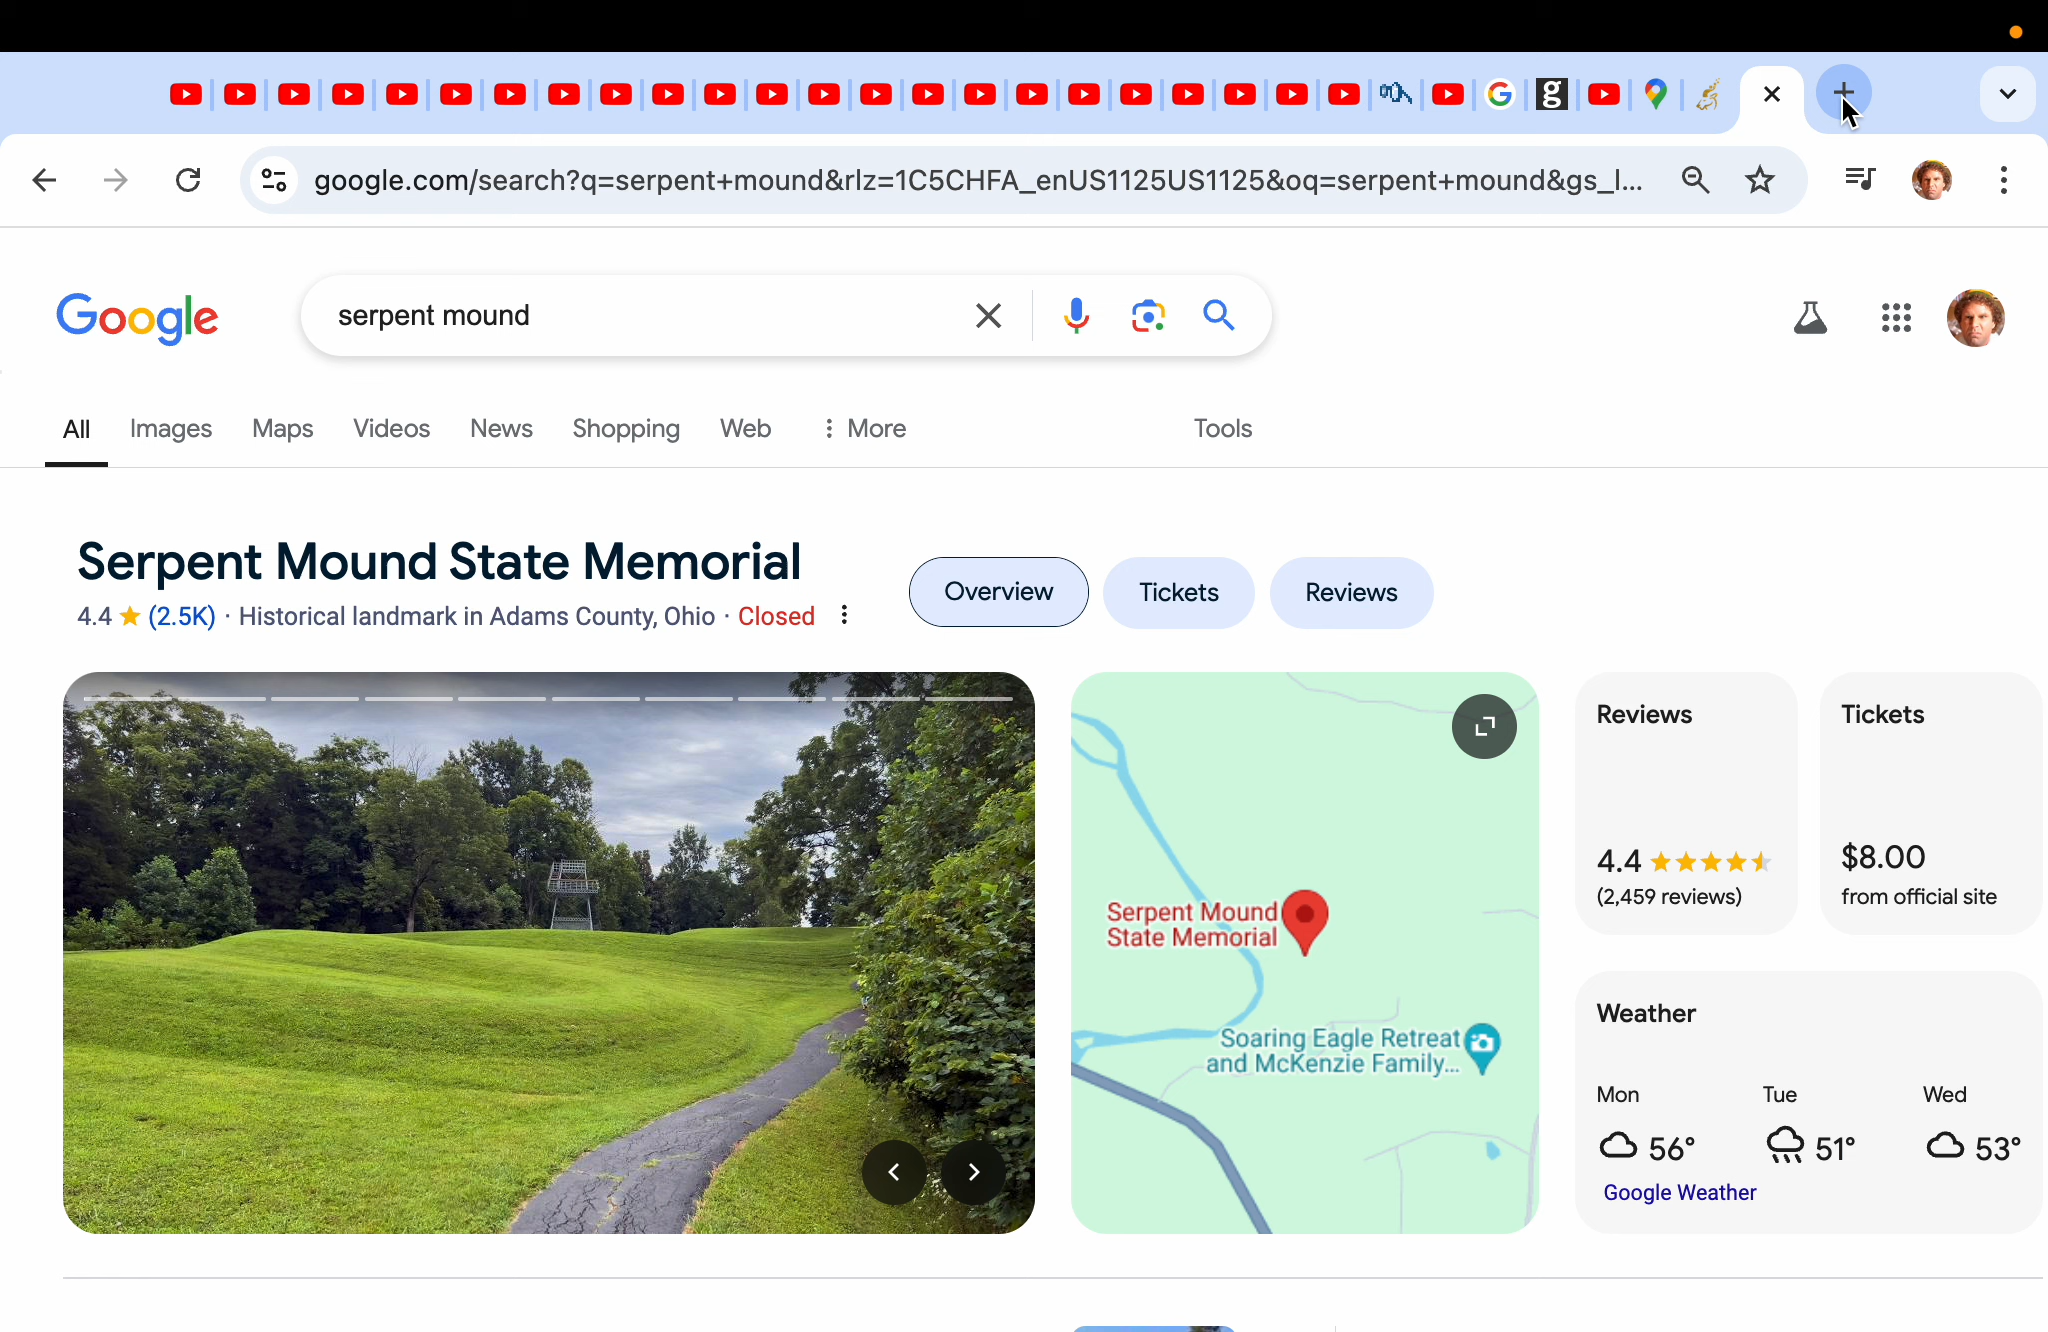 google.com/search?q=serpent+mound&rlz=1C5CHFA_enUS1125US1125&oq=serpent+mound&gs_l...
Google
serpent mound
All Images Maps Videos News Shopping Web More Tools
Serpent Mound State Memorial
4.4 (2.5K) · Historical landmark in Adams County, Ohio · Closed
Overview
Tickets
Reviews
Serpent Mound
State Memorial
Soaring Eagle Retreat
and McKenzie Family...
Reviews
4.4
(2,459 reviews)
Tickets
$8.00
from official site
Weather
Mon Tue Wed
56° 51° 53°
Google Weather